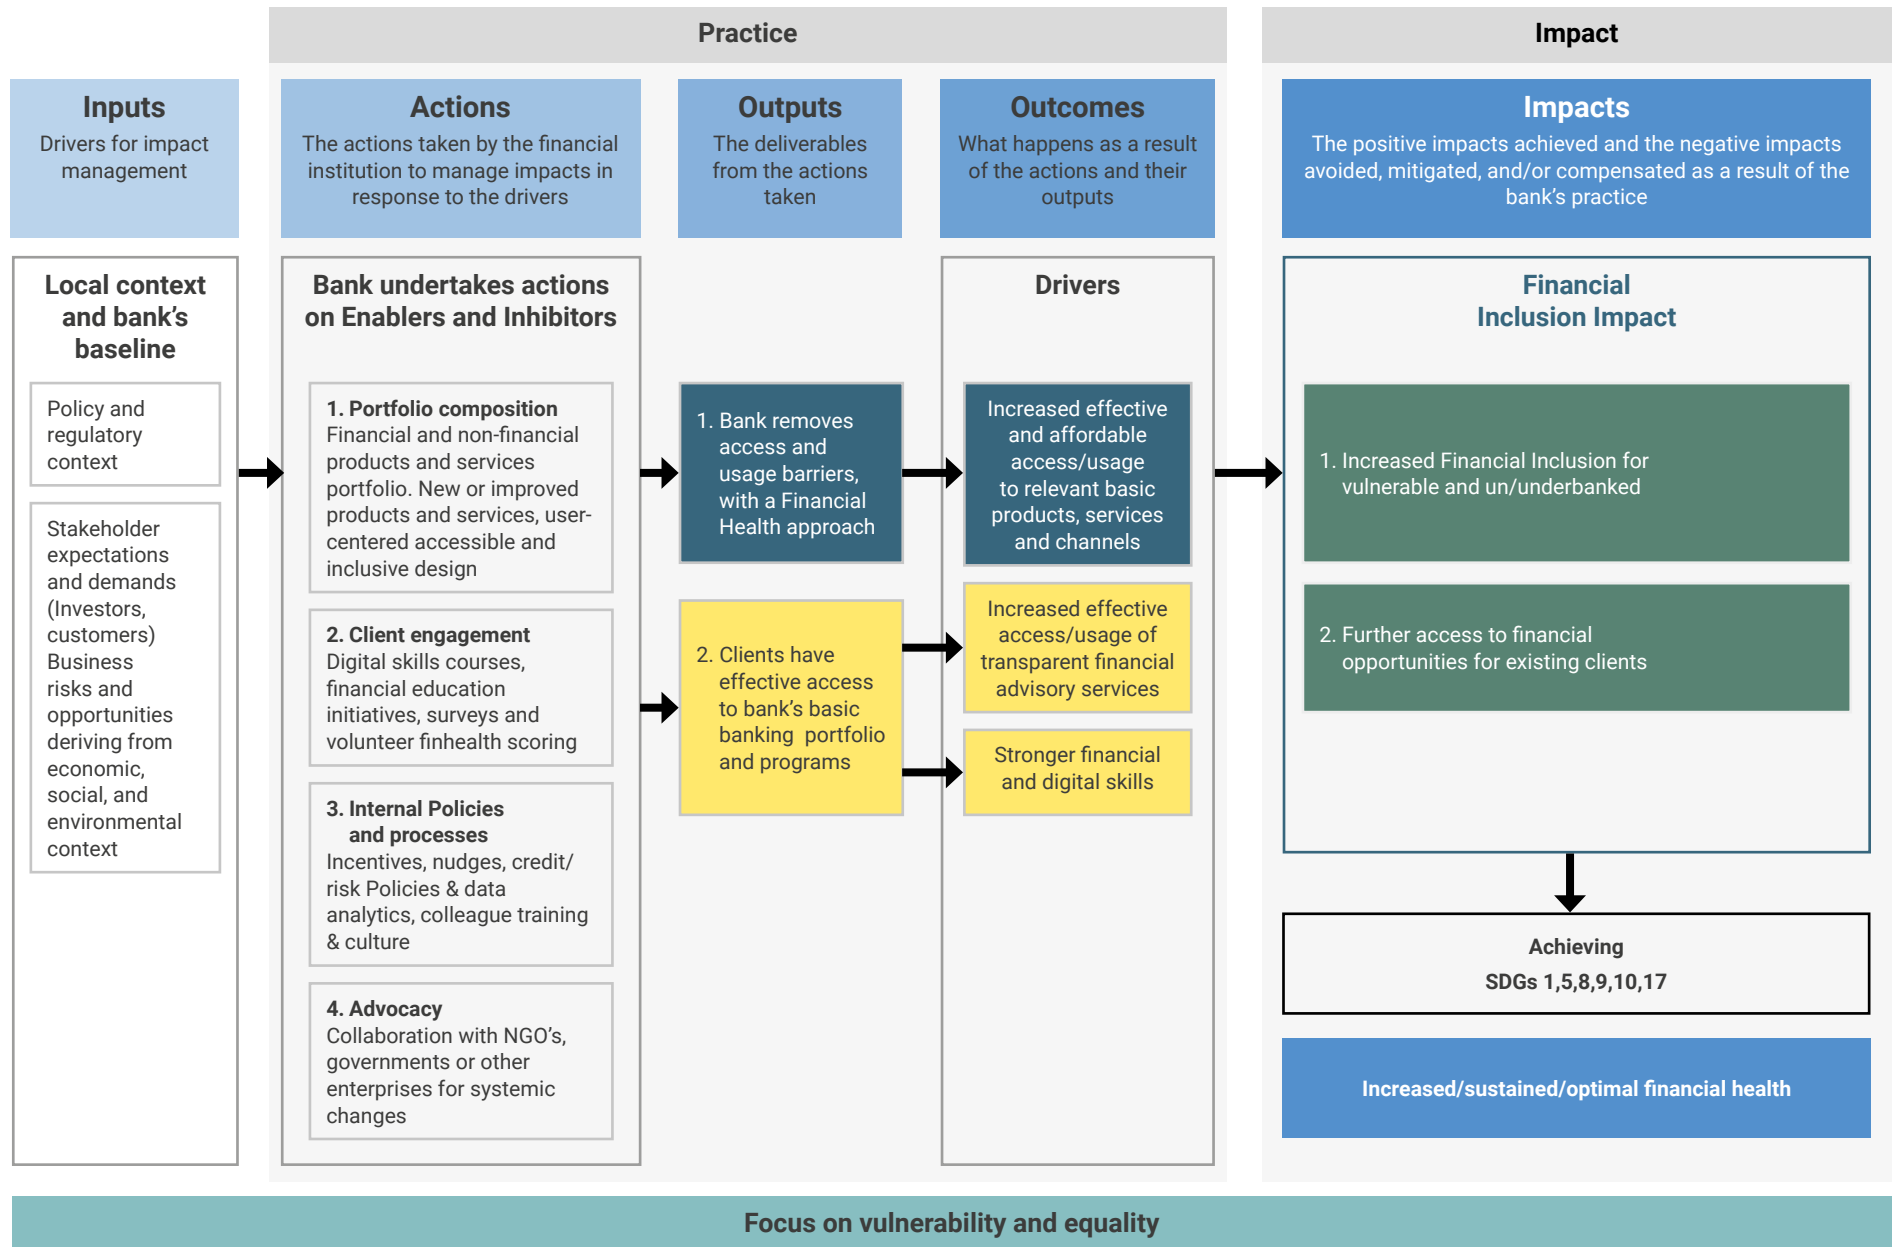 Practice
Impact
Inputs
Drivers for impact
management
Actions
The actions taken by the financial
institution to manage impacts in
response to the drivers
Outputs
The deliverables
from the actions
taken
Outcomes
What happens as a result
of the actions and their
outputs
Impacts
The positive impacts achieved and the negative impacts
avoided, mitigated, and/or compensated as a result of the
bank’s practice
Local context
and bank’s
baseline
Policy and
regulatory
context
Stakeholder
expectations
and demands
(Investors,
customers)
Business
risks and
opportunities
deriving from
economic,
social, and
environmental
context
Bank undertakes actions
on Enablers and Inhibitors
1. Portfolio composition
Financial and non-financial
products and services
portfolio. New or improved
products and services, user-
centered accessible and
inclusive design
2. Client engagement
Digital skills courses,
financial education
initiatives, surveys and
volunteer finhealth scoring
3. Internal Policies
and processes
Incentives, nudges, credit/
risk Policies & data
analytics, colleague training
& culture
4. Advocacy
Collaboration with NGO’s,
governments or other
enterprises for systemic
changes
1. Bank removes
access and
usage barriers,
with a Financial
Health approach
2. Clients have
effective access
to bank’s basic
banking portfolio
and programs
Drivers
Increased effective
and affordable
access/usage
to relevant basic
products, services
and channels
Increased effective
access/usage of
transparent financial
advisory services
Stronger financial
and digital skills
Financial
Inclusion Impact
1. Increased Financial Inclusion for
vulnerable and un/underbanked
2. Further access to financial
opportunities for existing clients
Achieving
SDGs 1,5,8,9,10,17
Increased/sustained/optimal financial health
Focus on vulnerability and equality